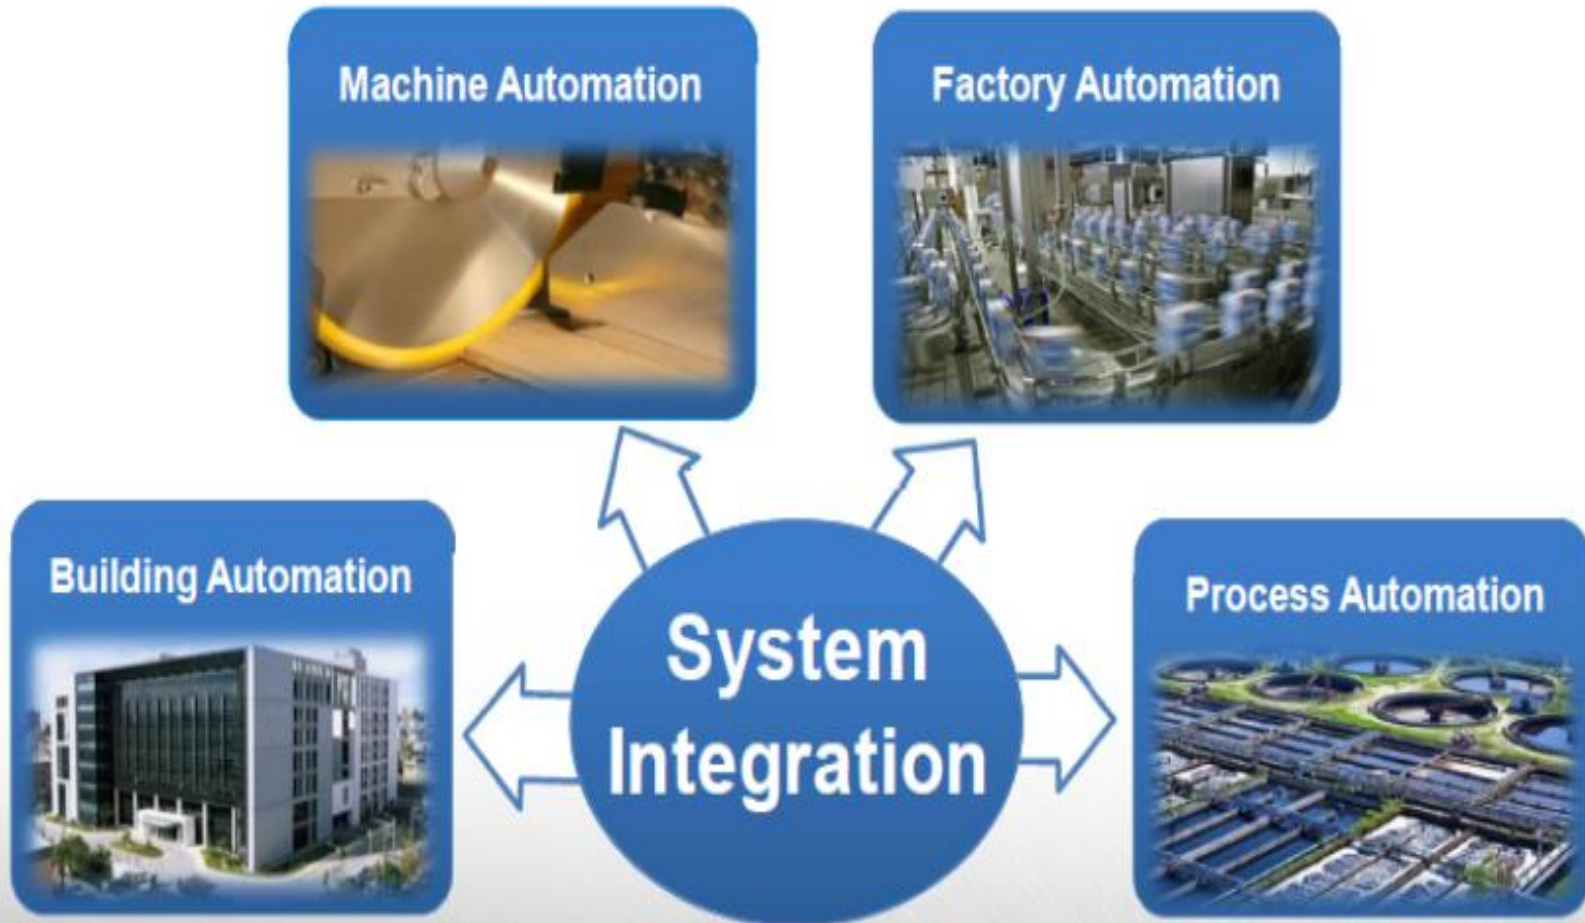 Machine Automation
Factory Automation
Building Automation
Process Automation
System
Integration